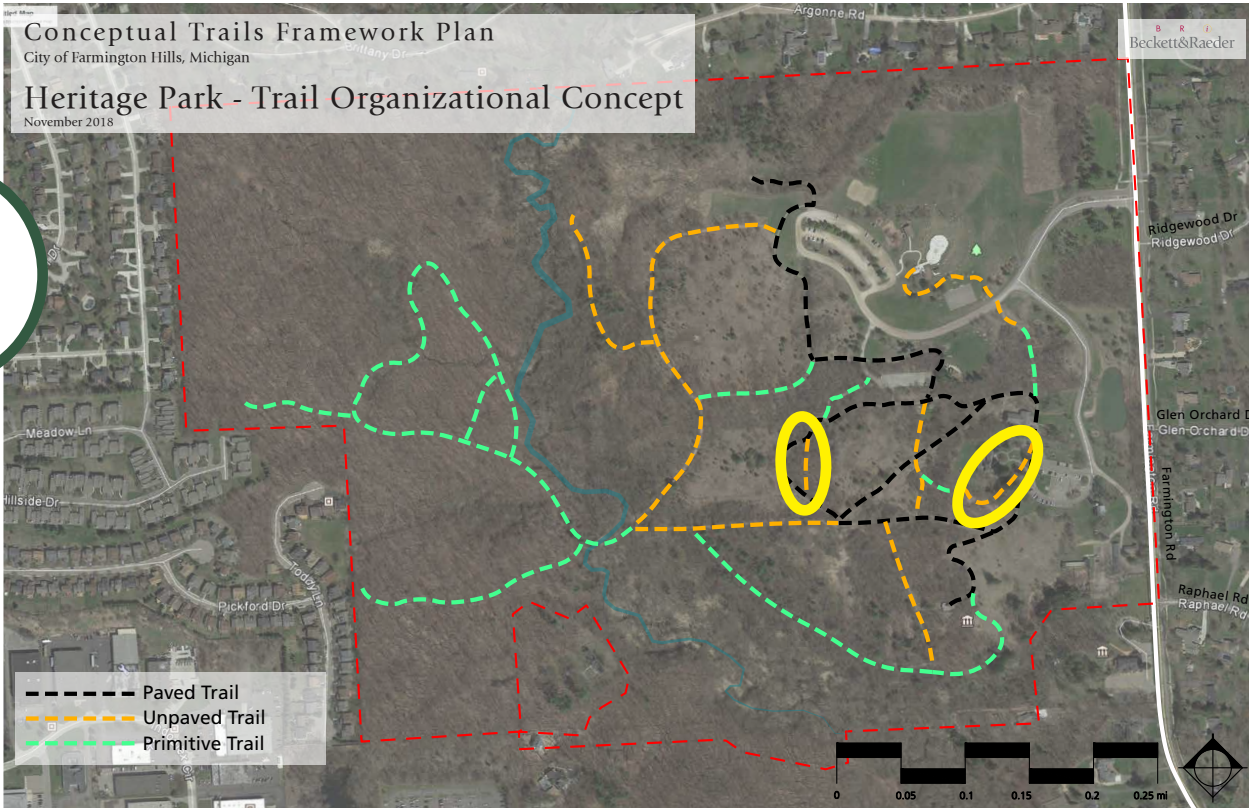 Conceptual Trails Framework Plan
City of Farmington Hills, Michigan
Heritage Park - Trail Organizational Concept
November 2018
Argonne Rd
Brittany Dr
B R i
Beckett&Raeder
Ridgewood Dr
Ridgewood Dr
Glen Orchard D
Glen Orchard D
Meadow Ln
Hillside Dr
Farmington Rd
Toddy Ln
Pickford Dr
Raphael Rd
Raphael Rd
Paved Trail
Unpaved Trail
Primitive Trail
0 0.05 0.1 0.15 0.2 0.25 mi